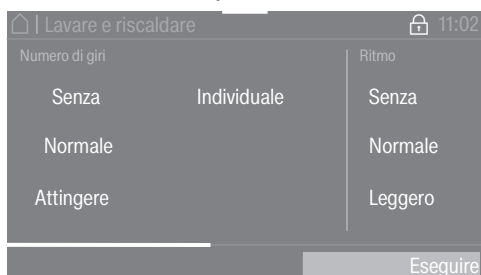 | Lavare e riscaldare 11:02
Numero di giri Ritmo
Senza Individuale Senza
Normale Normale
Attingere Leggero
Eseguire